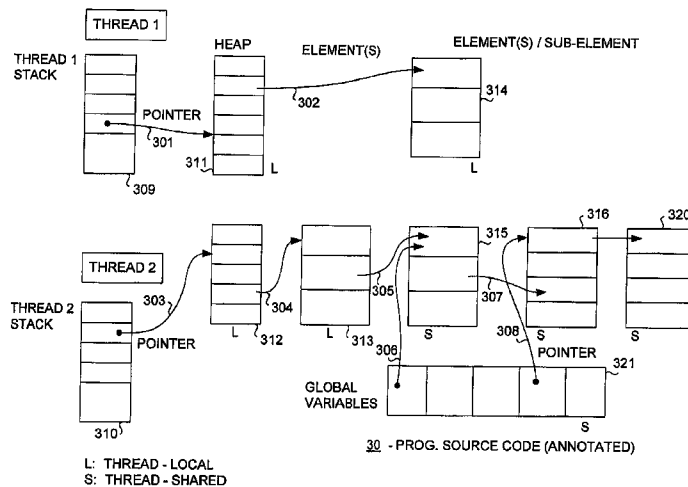 THREAD 1
HEAP
ELEMENT(S)
ELEMENT(S) / SUB-ELEMENT
THREAD 1
STACK
302
314
POINTER
301
311
L
L
309
316
320
315
THREAD 2
303
304
305
307
THREAD 2
STACK
POINTER
L
312
L
313
S
306
308
S
S
POINTER
321
GLOBAL
VARIABLES
310
S
30 - PROG. SOURCE CODE (ANNOTATED)
L: THREAD - LOCAL
S: THREAD - SHARED